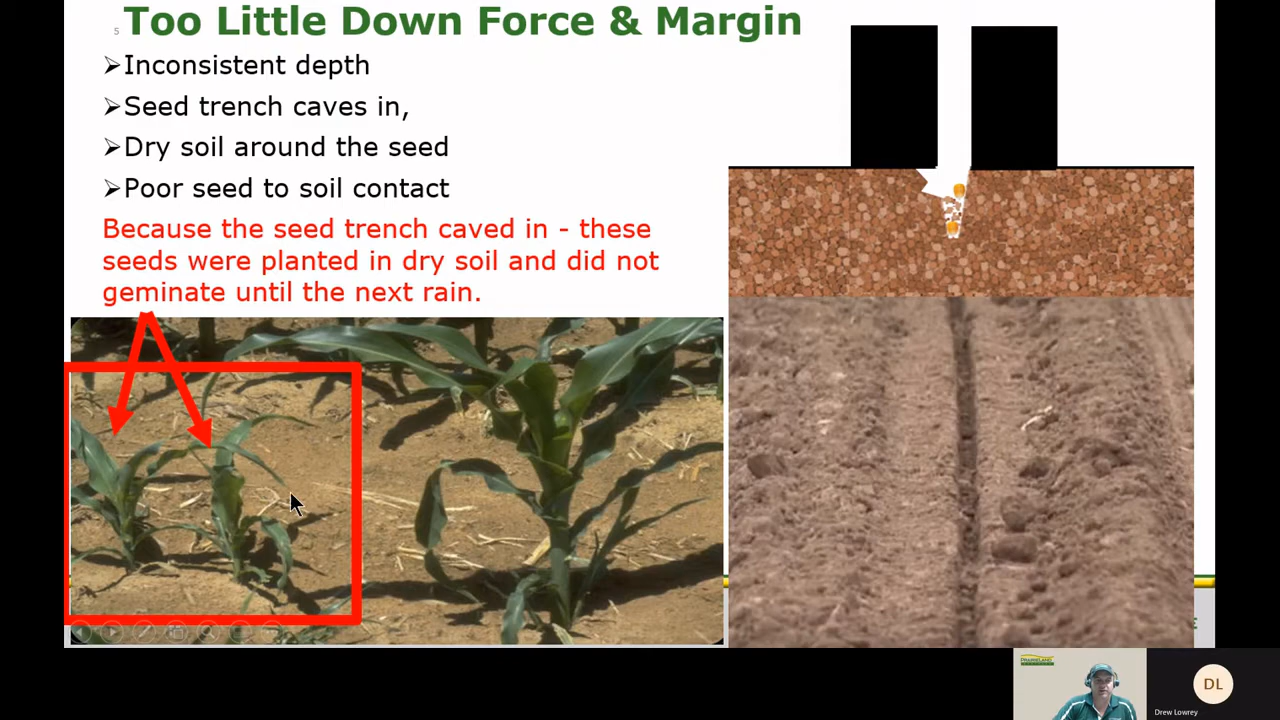 5
Too Little Down Force & Margin
➢Inconsistent depth
➢Seed trench caves in,
➢Dry soil around the seed
➢Poor seed to soil contact
Because the seed trench caved in - these
seeds were planted in dry soil and did not
geminate until the next rain.
PRAIRIELAND
DL
Drew Lowrey